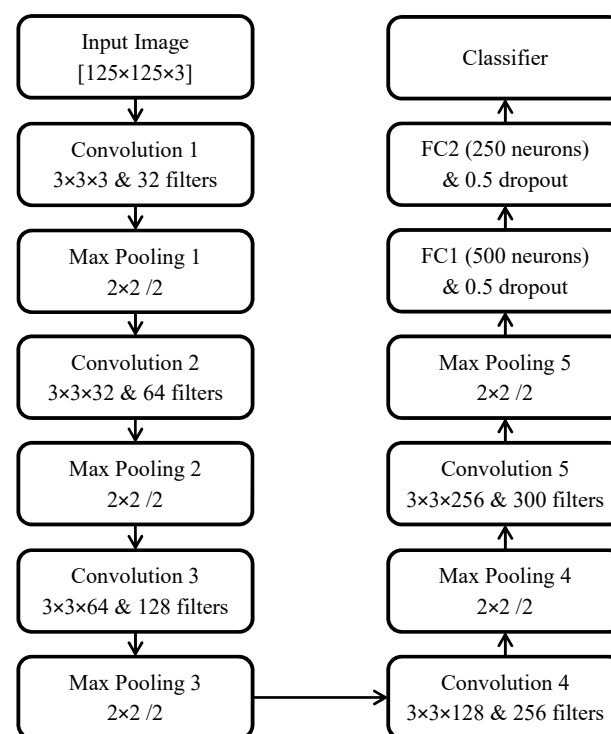 Input Image
[125×125×3]
Convolution 1
3×3×3 & 32 filters
Max Pooling 1
2×2 /2
Convolution 2
3×3×32 & 64 filters
Max Pooling 2
2×2 /2
Convolution 3
3×3×64 & 128 filters
Max Pooling 3
2×2 /2
Convolution 4
3×3×128 & 256 filters
Max Pooling 4
2×2 /2
Convolution 5
3×3×256 & 300 filters
Max Pooling 5
2×2 /2
FC1 (500 neurons)
& 0.5 dropout
FC2 (250 neurons)
& 0.5 dropout
Classifier